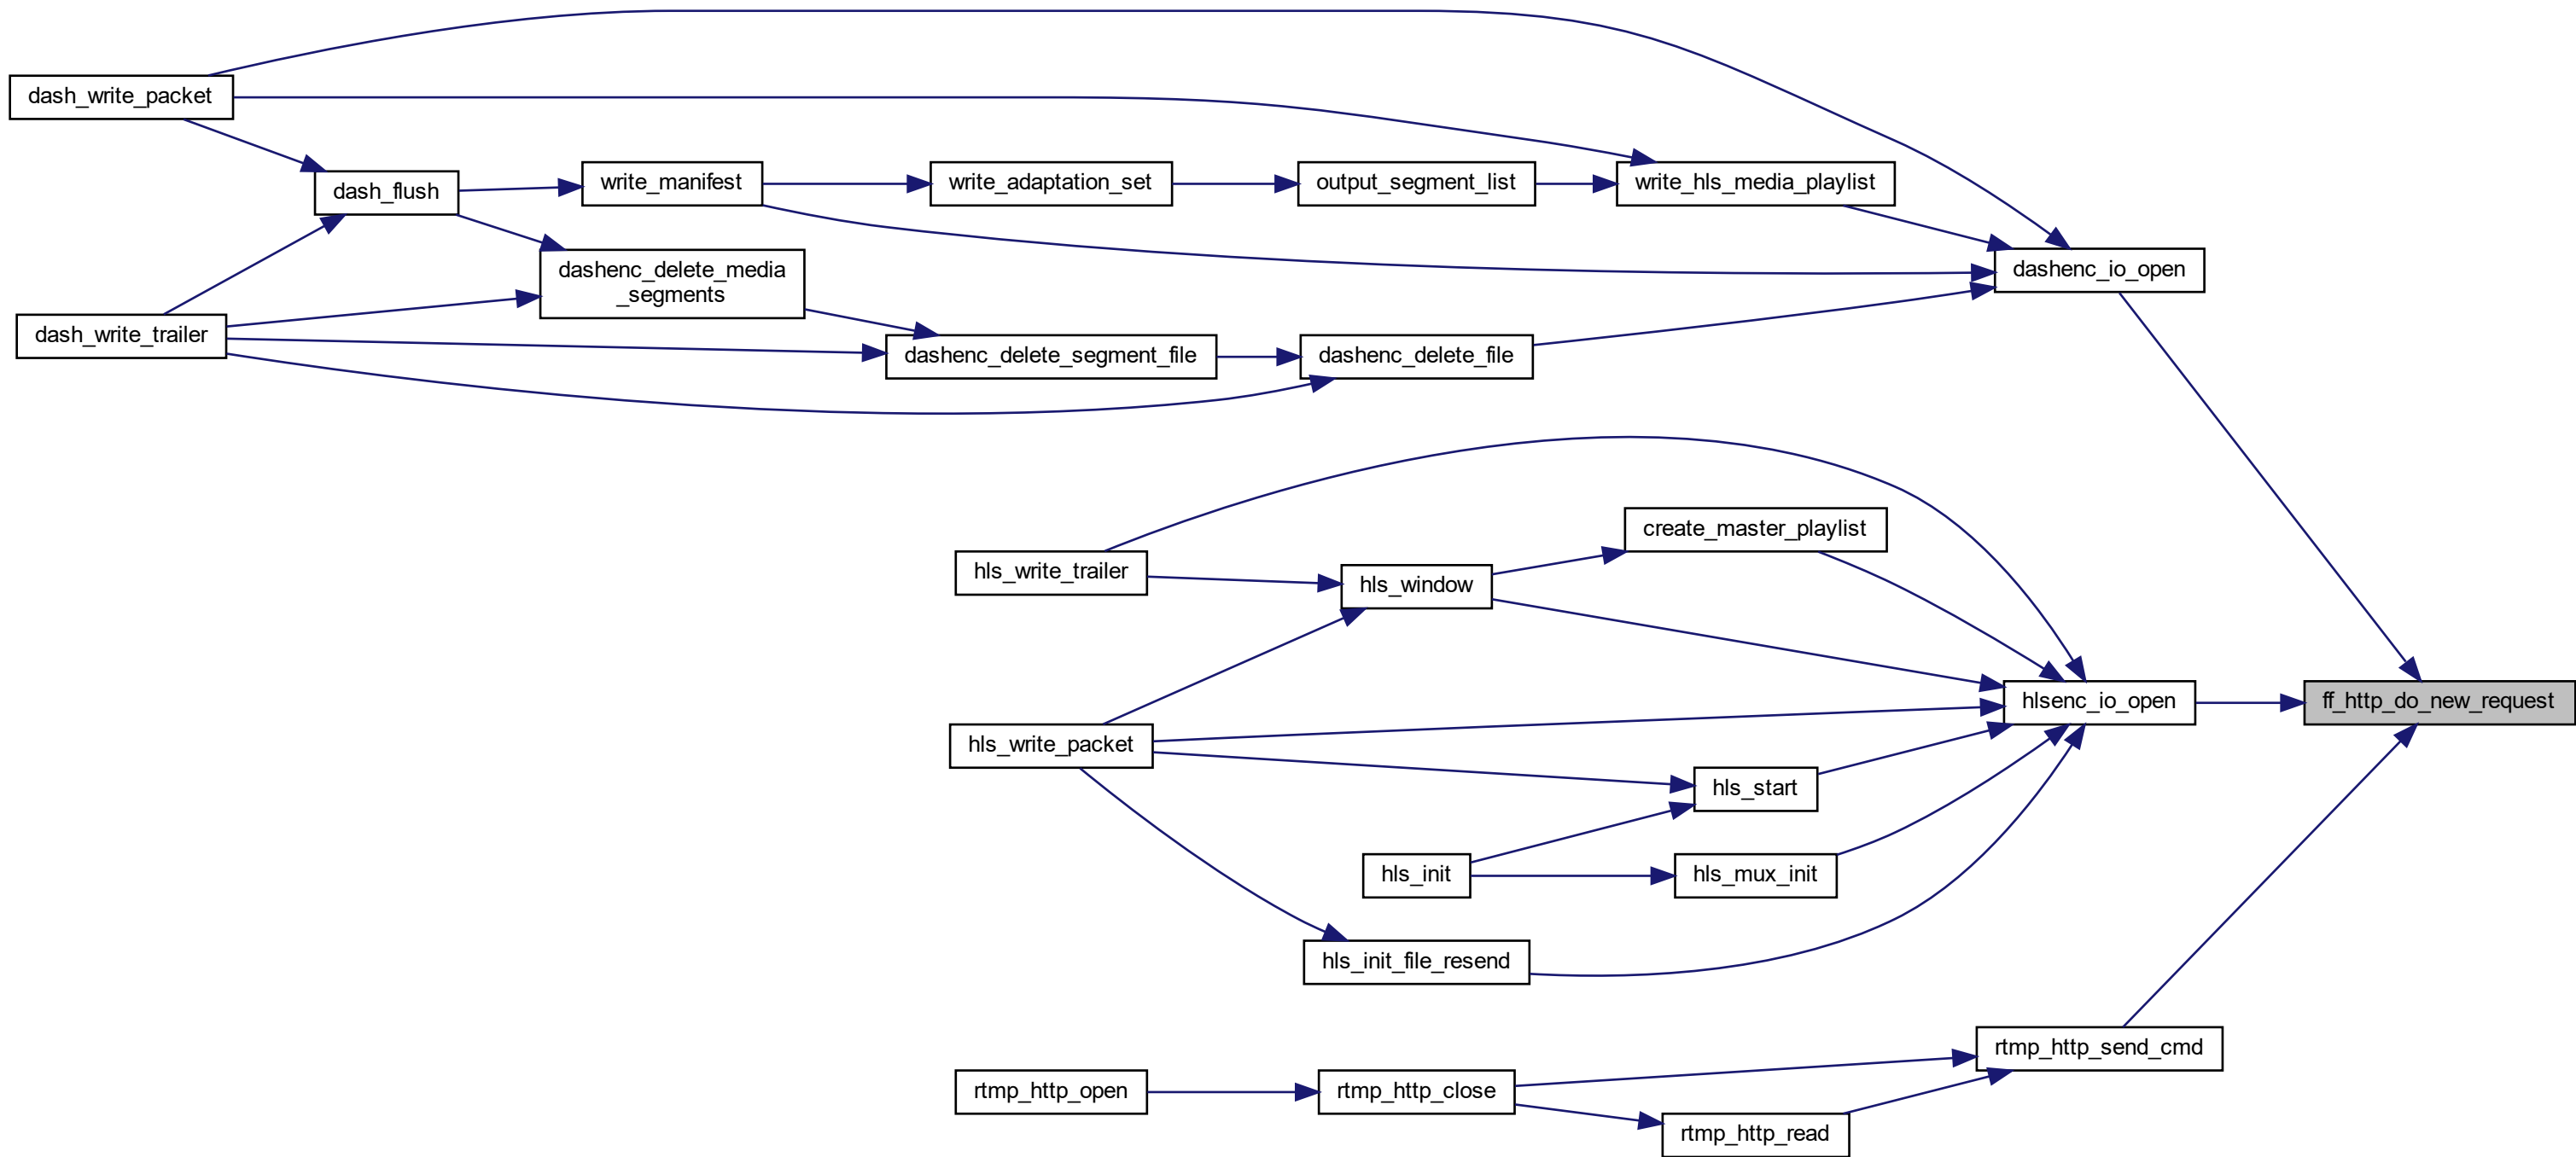 dash_write_packet
dash_flush
write_manifest
write_adaptation_set
output_segment_list
write_hls_media_playlist
dashenc_delete_media
_segments
dashenc_io_open
dash_write_trailer
dashenc_delete_segment_file
dashenc_delete_file
create_master_playlist
hls_write_trailer
hls_window
hlsenc_io_open
ff_http_do_new_request
hls_write_packet
hls_start
hls_init
hls_mux_init
hls_init_file_resend
rtmp_http_send_cmd
rtmp_http_open
rtmp_http_close
rtmp_http_read